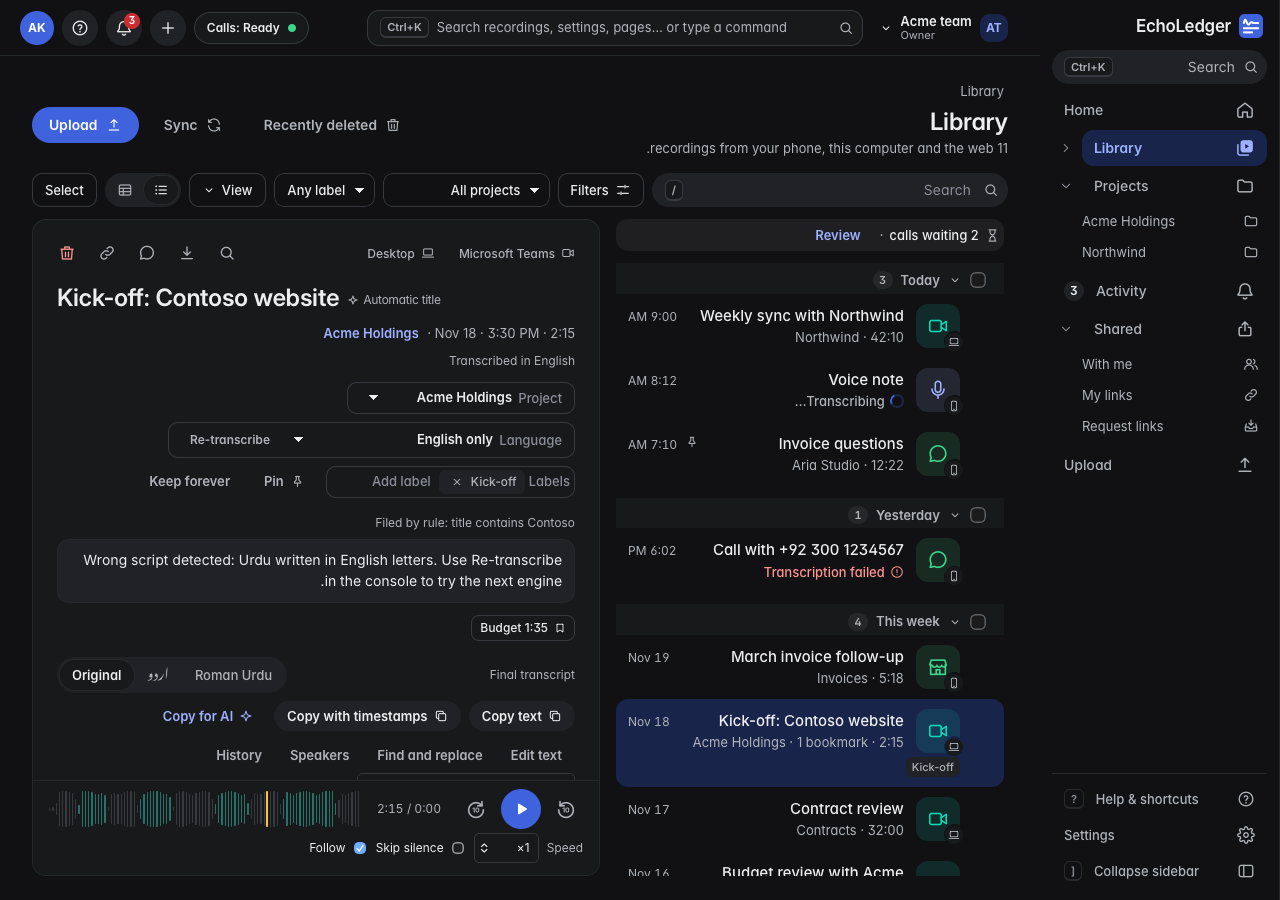 EchoLedger
Ctrl+K
Search
Home
Library
Projects
Acme Holdings
Northwind
3 Activity
Shared
With me
My links
Request links
Upload
? Help & shortcuts
Settings
] Collapse sidebar
AK
3
Calls: Ready
Ctrl+K Search recordings, settings, pages... or type a command
Acme team
Owner
AT
Library
Library
.recordings from your phone, this computer and the web 11
Upload
Sync
Recently deleted
Select
View
Any label
All projects
Filters
/ Search
Review · calls waiting 2
3 Today
AM 9:00 Weekly sync with Northwind
Northwind · 42:10
AM 8:12 Voice note
...Transcribing
AM 7:10 Invoice questions
Aria Studio · 12:22
1 Yesterday
PM 6:02 Call with +92 300 1234567
Transcription failed
4 This week
Nov 19 March invoice follow-up
Invoices · 5:18
Nov 18 Kick-off: Contoso website
Acme Holdings · 1 bookmark · 2:15
Kick-off
Nov 17 Contract review
Contracts · 32:00
Nov 16 Budget review with Acme
Desktop
Microsoft Teams
Kick-off: Contoso website Automatic title
Acme Holdings · Nov 18 · 3:30 PM · 2:15
Transcribed in English
Acme Holdings Project
Re-transcribe
English only Language
Keep forever
Pin
Add label × Kick-off Labels
Filed by rule: title contains Contoso
Wrong script detected: Urdu written in English letters. Use Re-transcribe
.in the console to try the next engine
Budget 1:35
Original
اردو
Roman Urdu
Final transcript
Copy for AI
Copy with timestamps
Copy text
History
Speakers
Find and replace
Edit text
2:15 / 0:00
10
10
Follow
Skip silence
×1 Speed